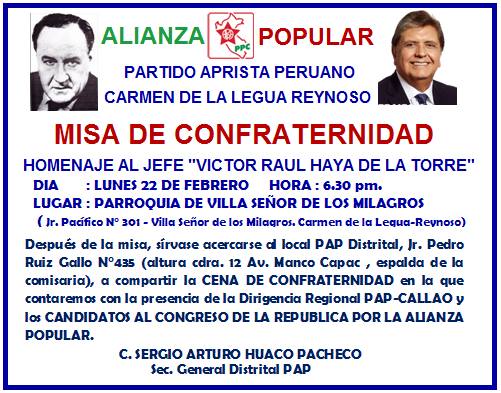 ALIANZA PPC POPULAR
PARTIDO APRISTA PERUANO
CARMEN DE LA LEGUA REYNOSO
MISA DE CONFRATERNIDAD
HOMENAJE AL JEFE "VICTOR RAUL HAYA DE LA TORRE"
DIA : LUNES 22 DE FEBRERO HORA : 6.30 pm.
LUGAR : PARROQUIA DE VILLA SEÑOR DE LOS MILAGROS
( Jr. Pacífico N° 301 - Villa Señor de los Milagros. Carmen de la Legua-Reynoso)
Después de la misa, sírvase acercarse al local PAP Distrital, Jr. Pedro
Ruiz Gallo N°435 (altura cdra. 12 Av. Manco Capac , espalda de la
comisaria), a compartir la CENA DE CONFRATERNIDAD en la que
contaremos con la presencia de la Dirigencia Regional PAP-CALLAO y
los CANDIDATOS AL CONGRESO DE LA REPUBLICA POR LA ALIANZA
POPULAR.
C. SERGIO ARTURO HUACO PACHECO
Sec. General Distrital PAP